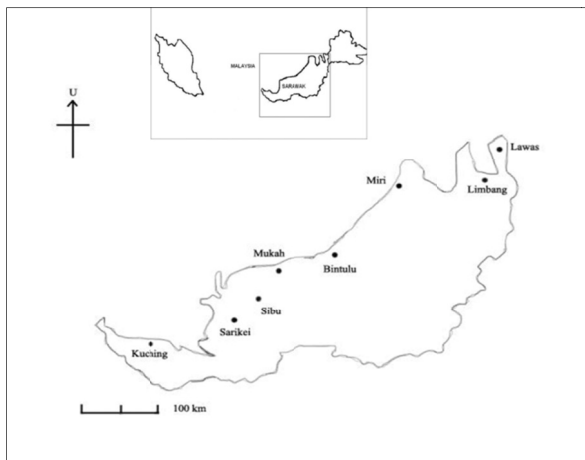 MALAYSIA
SARAWAK
U
Lawas
Miri
Limbang
Mukah
Bintulu
Sibu
Sarikei
Kuching
100 km